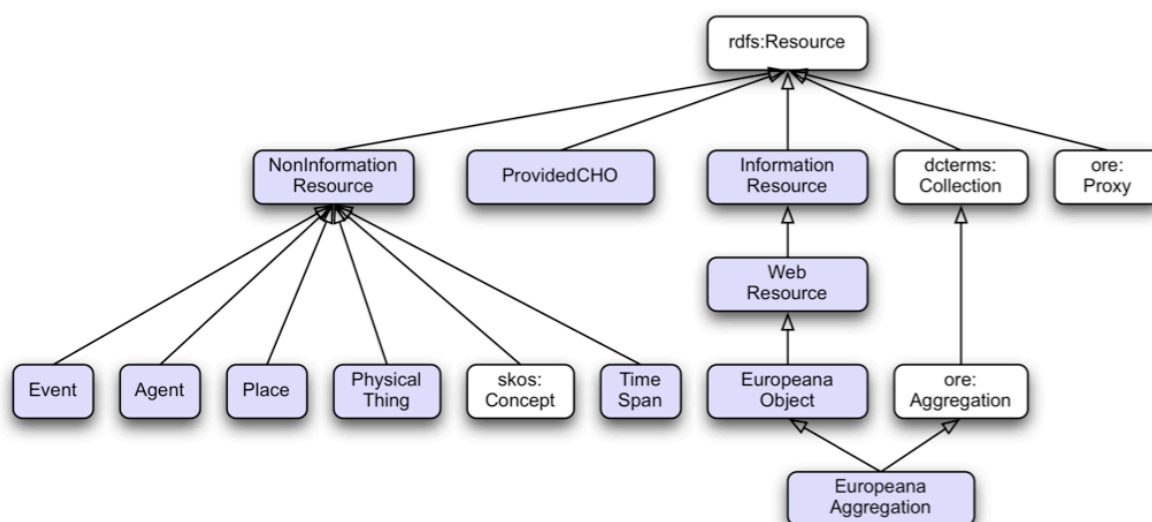 rdfs:Resource
NonInformation
Resource
ProvidedCHO
Information
Resource
dcterms:
Collection
ore:
Proxy
Web
Resource
Event
Agent
Place
Physical
Thing
skos:
Concept
Time
Span
Europeana
Object
ore:
Aggregation
Europeana
Aggregation